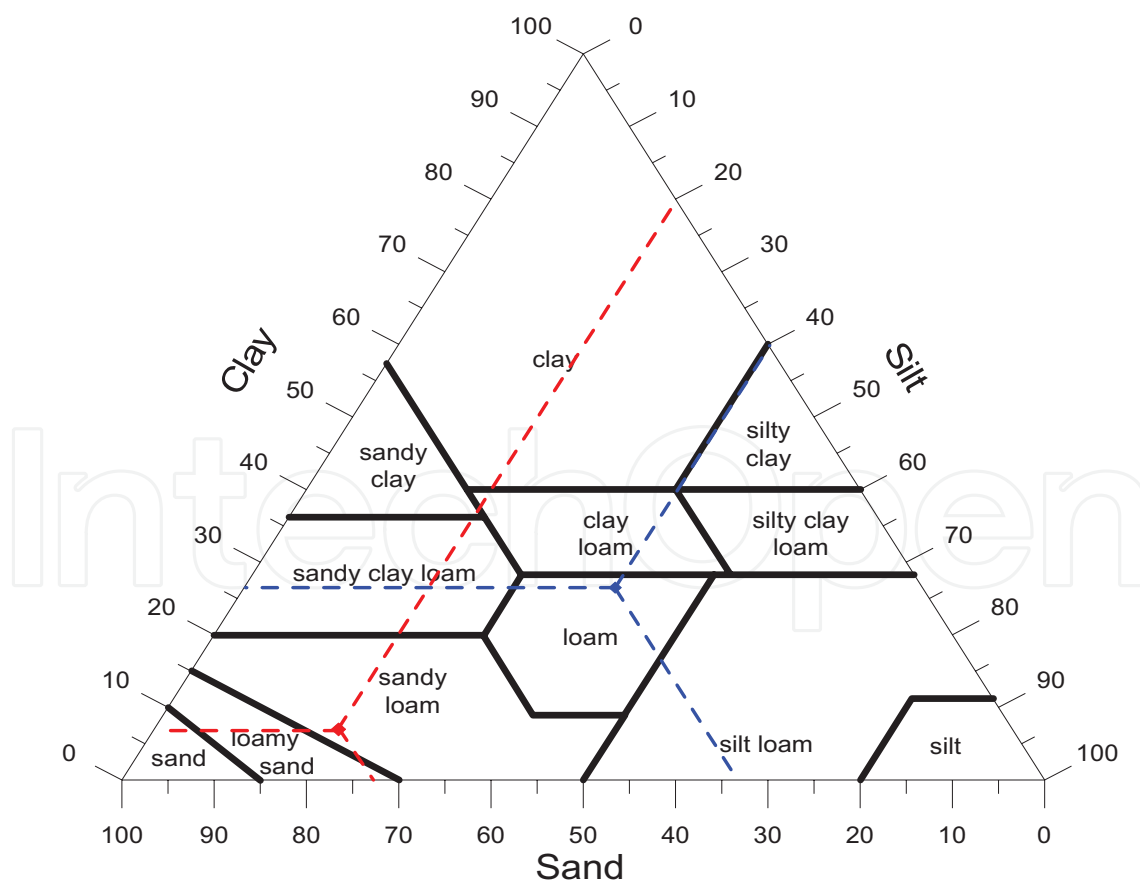 100 0
90 10
80 20
70 30
60 40
Clay Silt
clay
50 50
silty
clay
sandy
clay
40 60
clay
loam
silty clay
loam
30 70
sandy clay loam
20 80
loam
sandy
loam
10 90
loamy
sand
sand
silt loam
silt
0 100
100 90 80 70 60 50 40 30 20 10 0
Sand
IntechOpen